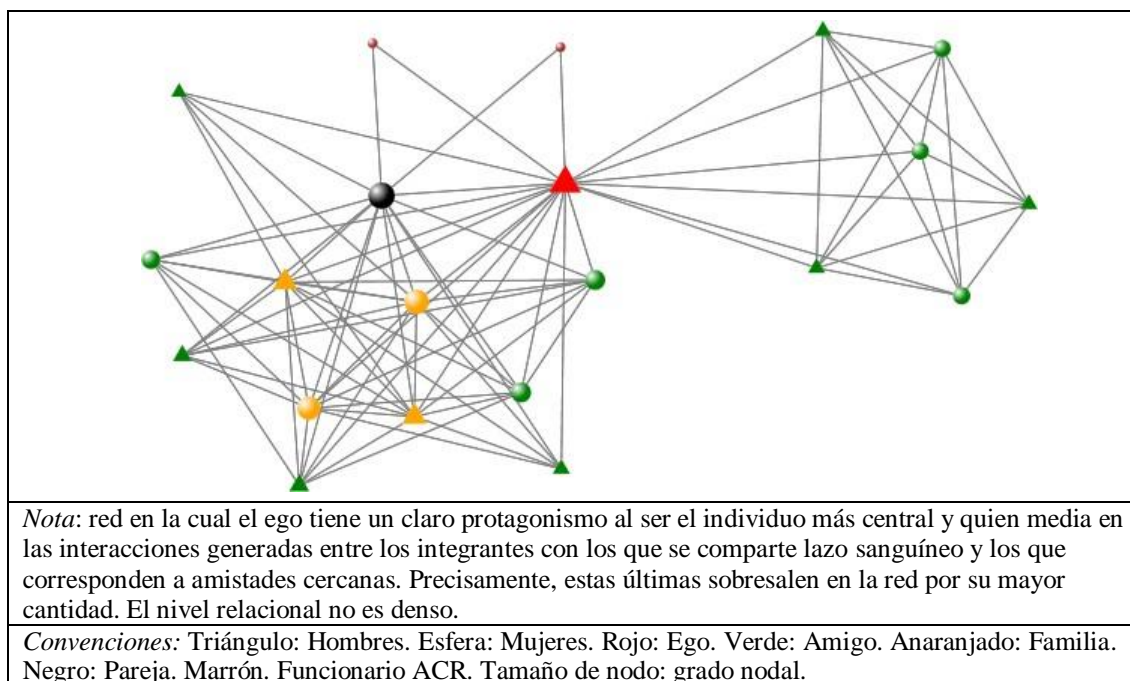 Nota: red en la cual el ego tiene un claro protagonismo al ser el individuo más central y quien media en
las interacciones generadas entre los integrantes con los que se comparte lazo sanguíneo y los que
corresponden a amistades cercanas. Precisamente, estas últimas sobresalen en la red por su mayor
cantidad. El nivel relacional no es denso.
Convenciones: Triángulo: Hombres. Esfera: Mujeres. Rojo: Ego. Verde: Amigo. Anaranjado: Familia.
Negro: Pareja. Marrón. Funcionario ACR. Tamaño de nodo: grado nodal.